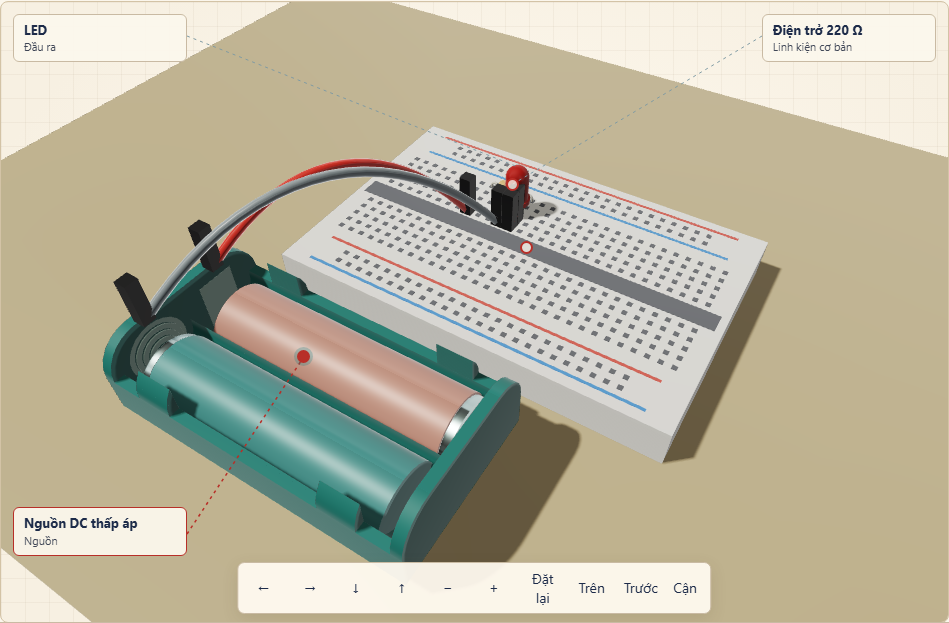 LED
Đầu ra
Điện trở 220 Ω
Linh kiện cơ bản
Nguồn DC thấp áp
Nguồn
← → ↓ ↑ − + Đặt lại Trên Trước Cận